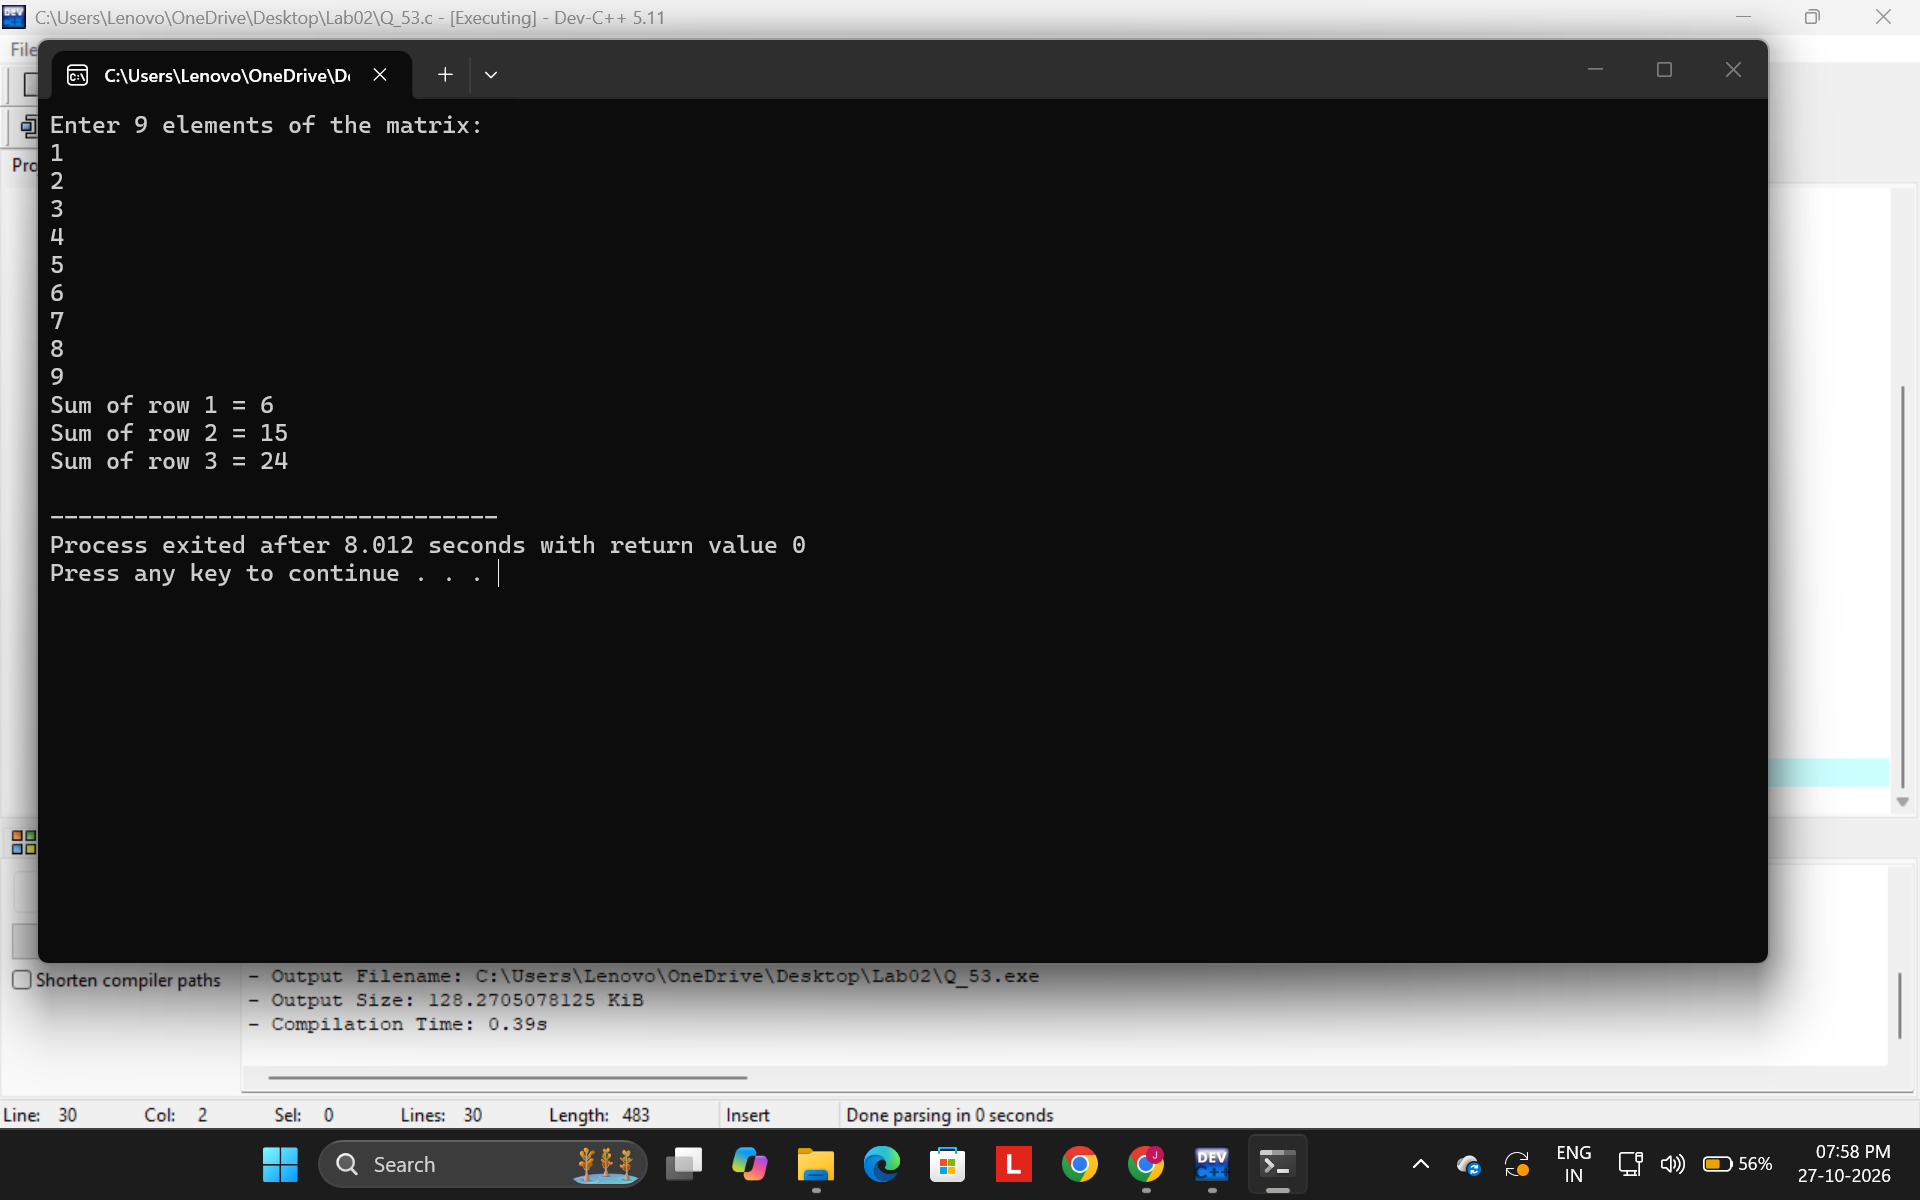 C:\Users\Lenovo\OneDrive\Desktop\Lab02\Q_53.c - [Executing] - Dev-C++ 5.11
File
C:\Users\Lenovo\OneDrive\D
Enter 9 elements of the matrix:
1
2
3
4
5
6
7
8
9
Sum of row 1 = 6
Sum of row 2 = 15
Sum of row 3 = 24
--------------------------------
Process exited after 8.012 seconds with return value 0
Press any key to continue . . .
Pro
Shorten compiler paths
- Output Filename: C:\Users\Lenovo\OneDrive\Desktop\Lab02\Q_53.exe
- Output Size: 128.2705078125 KiB
- Compilation Time: 0.39s
Line: 30 Col: 2 Sel: 0 Lines: 30 Length: 483 Insert Done parsing in 0 seconds
Search
L
J
DEV
C++
ENG
IN
56%
07:58 PM
27-10-2026